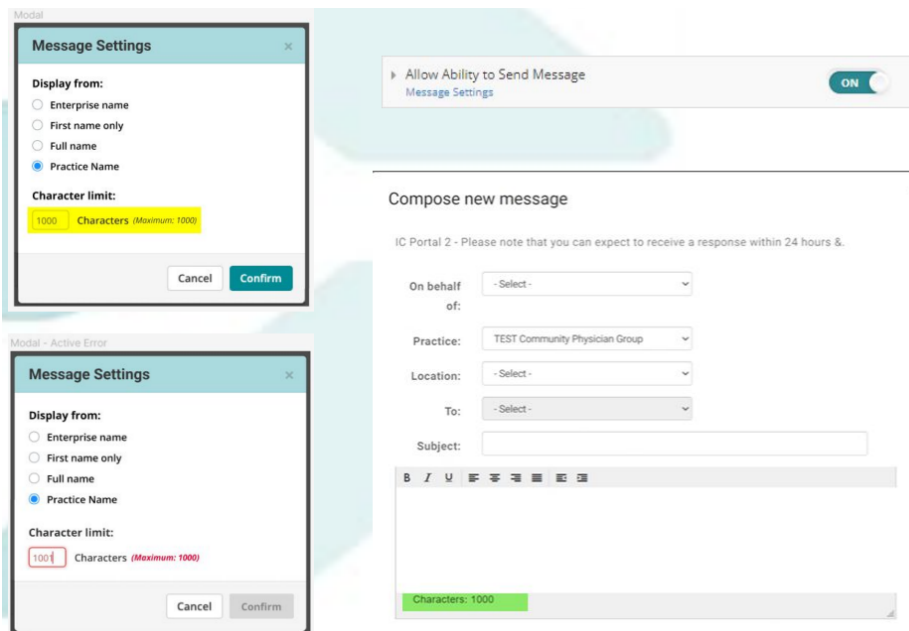 Modal
Message Settings ×
Display from:
Enterprise name
First name only
Full name
Practice Name
Character limit:
1000 Characters (Maximum: 1000)
Cancel Confirm
Modal - Active Error
Message Settings ×
Display from:
Enterprise name
First name only
Full name
Practice Name
Character limit:
1001 Characters (Maximum: 1000)
Cancel Confirm
Allow Ability to Send Message
Message Settings
ON
Compose new message
IC Portal 2 - Please note that you can expect to receive a response within 24 hours &.
On behalf of: - Select -
Practice: TEST Community Physician Group
Location: - Select -
To: - Select -
Subject:
B I U
Characters: 1000